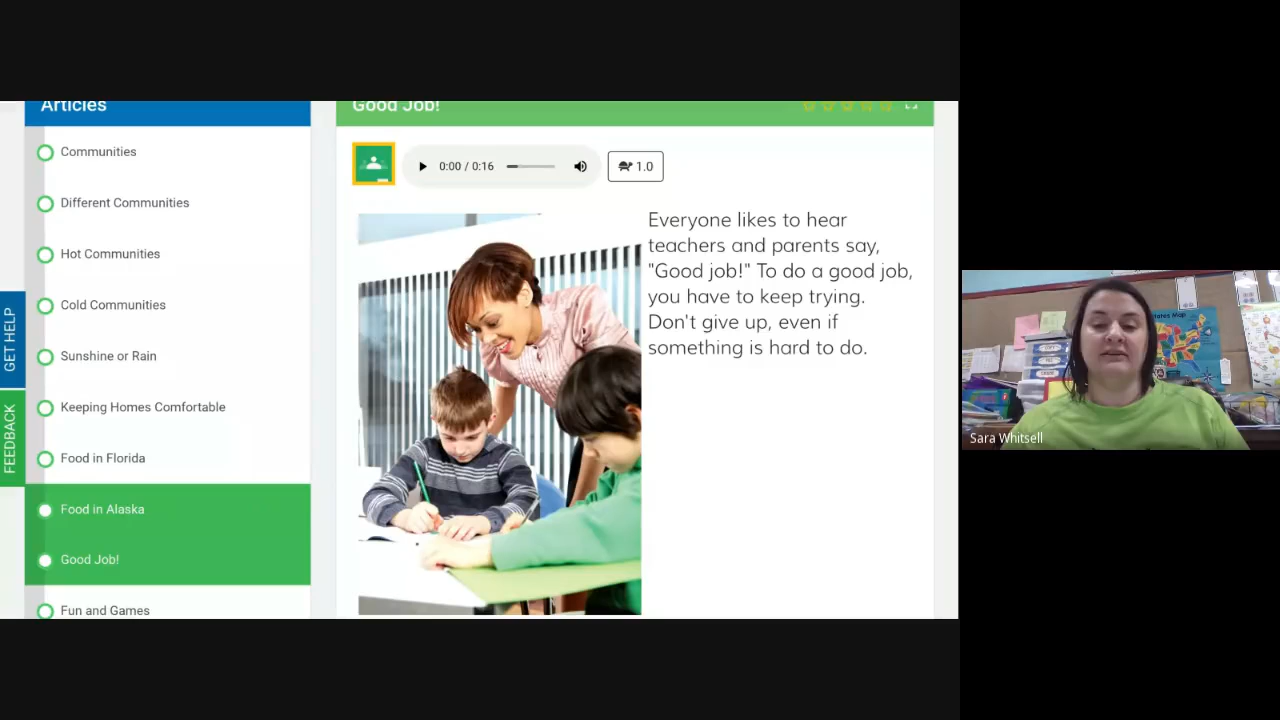 Articles
Communities
Different Communities
Hot Communities
Cold Communities
Sunshine or Rain
Keeping Homes Comfortable
Food in Florida
Food in Alaska
Good Job!
Fun and Games
GET HELP
FEEDBACK
Good Job!
0:00 / 0:16
1.0
Everyone likes to hear
teachers and parents say,
"Good job!" To do a good job,
you have to keep trying.
Don't give up, even if
something is hard to do.
Sara Whitsell